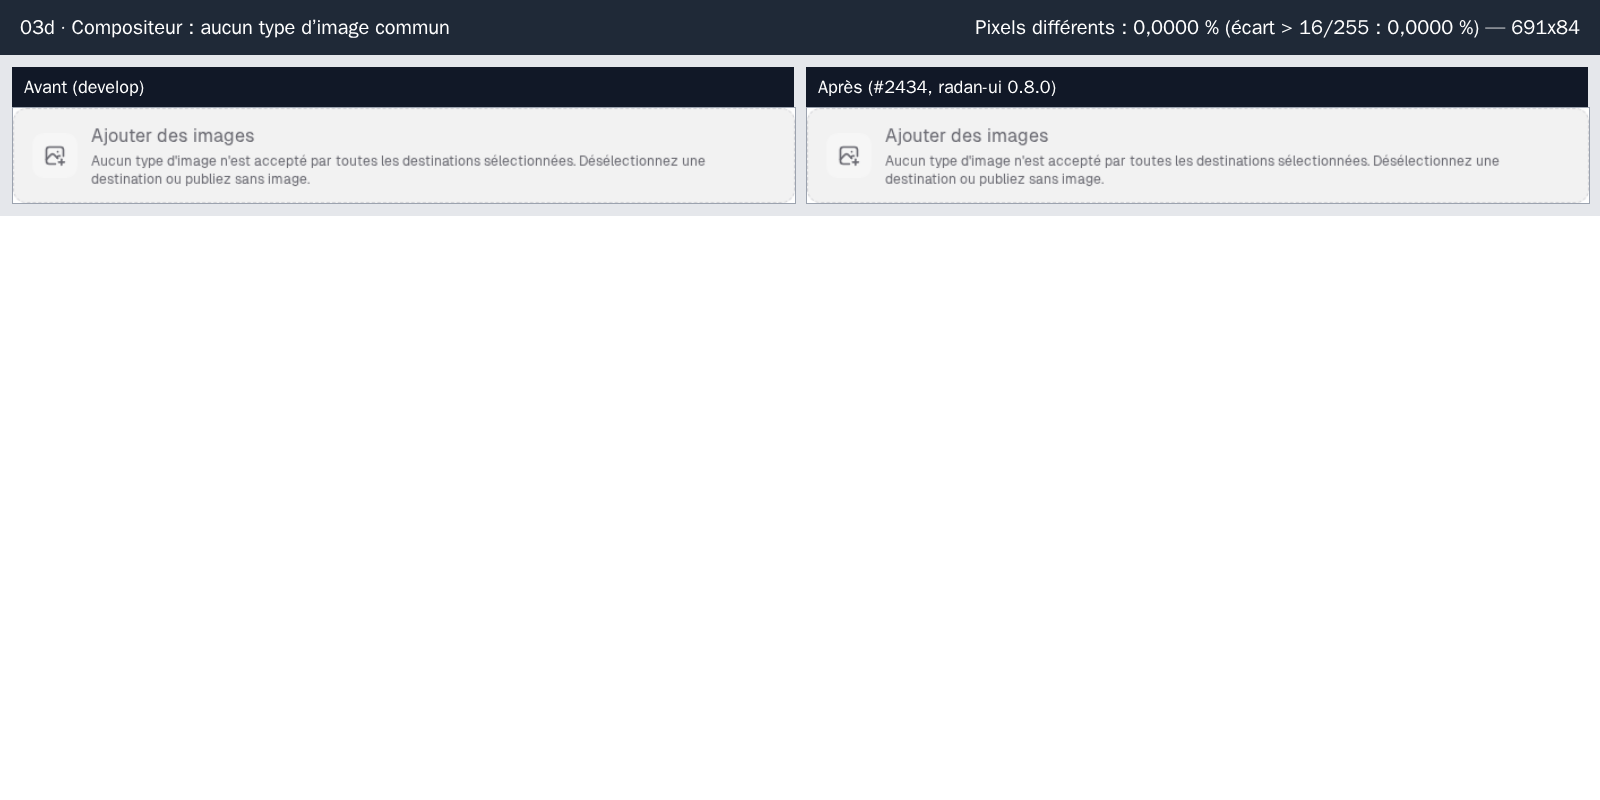 03d · Compositeur : aucun type d’image commun
Pixels différents : 0,0000 % (écart > 16/255 : 0,0000 %) — 691x84
Avant (develop)
Ajouter des images
Aucun type d'image n'est accepté par toutes les destinations sélectionnées. Désélectionnez une
destination ou publiez sans image.
Après (#2434, radan-ui 0.8.0)
Ajouter des images
Aucun type d'image n'est accepté par toutes les destinations sélectionnées. Désélectionnez une
destination ou publiez sans image.